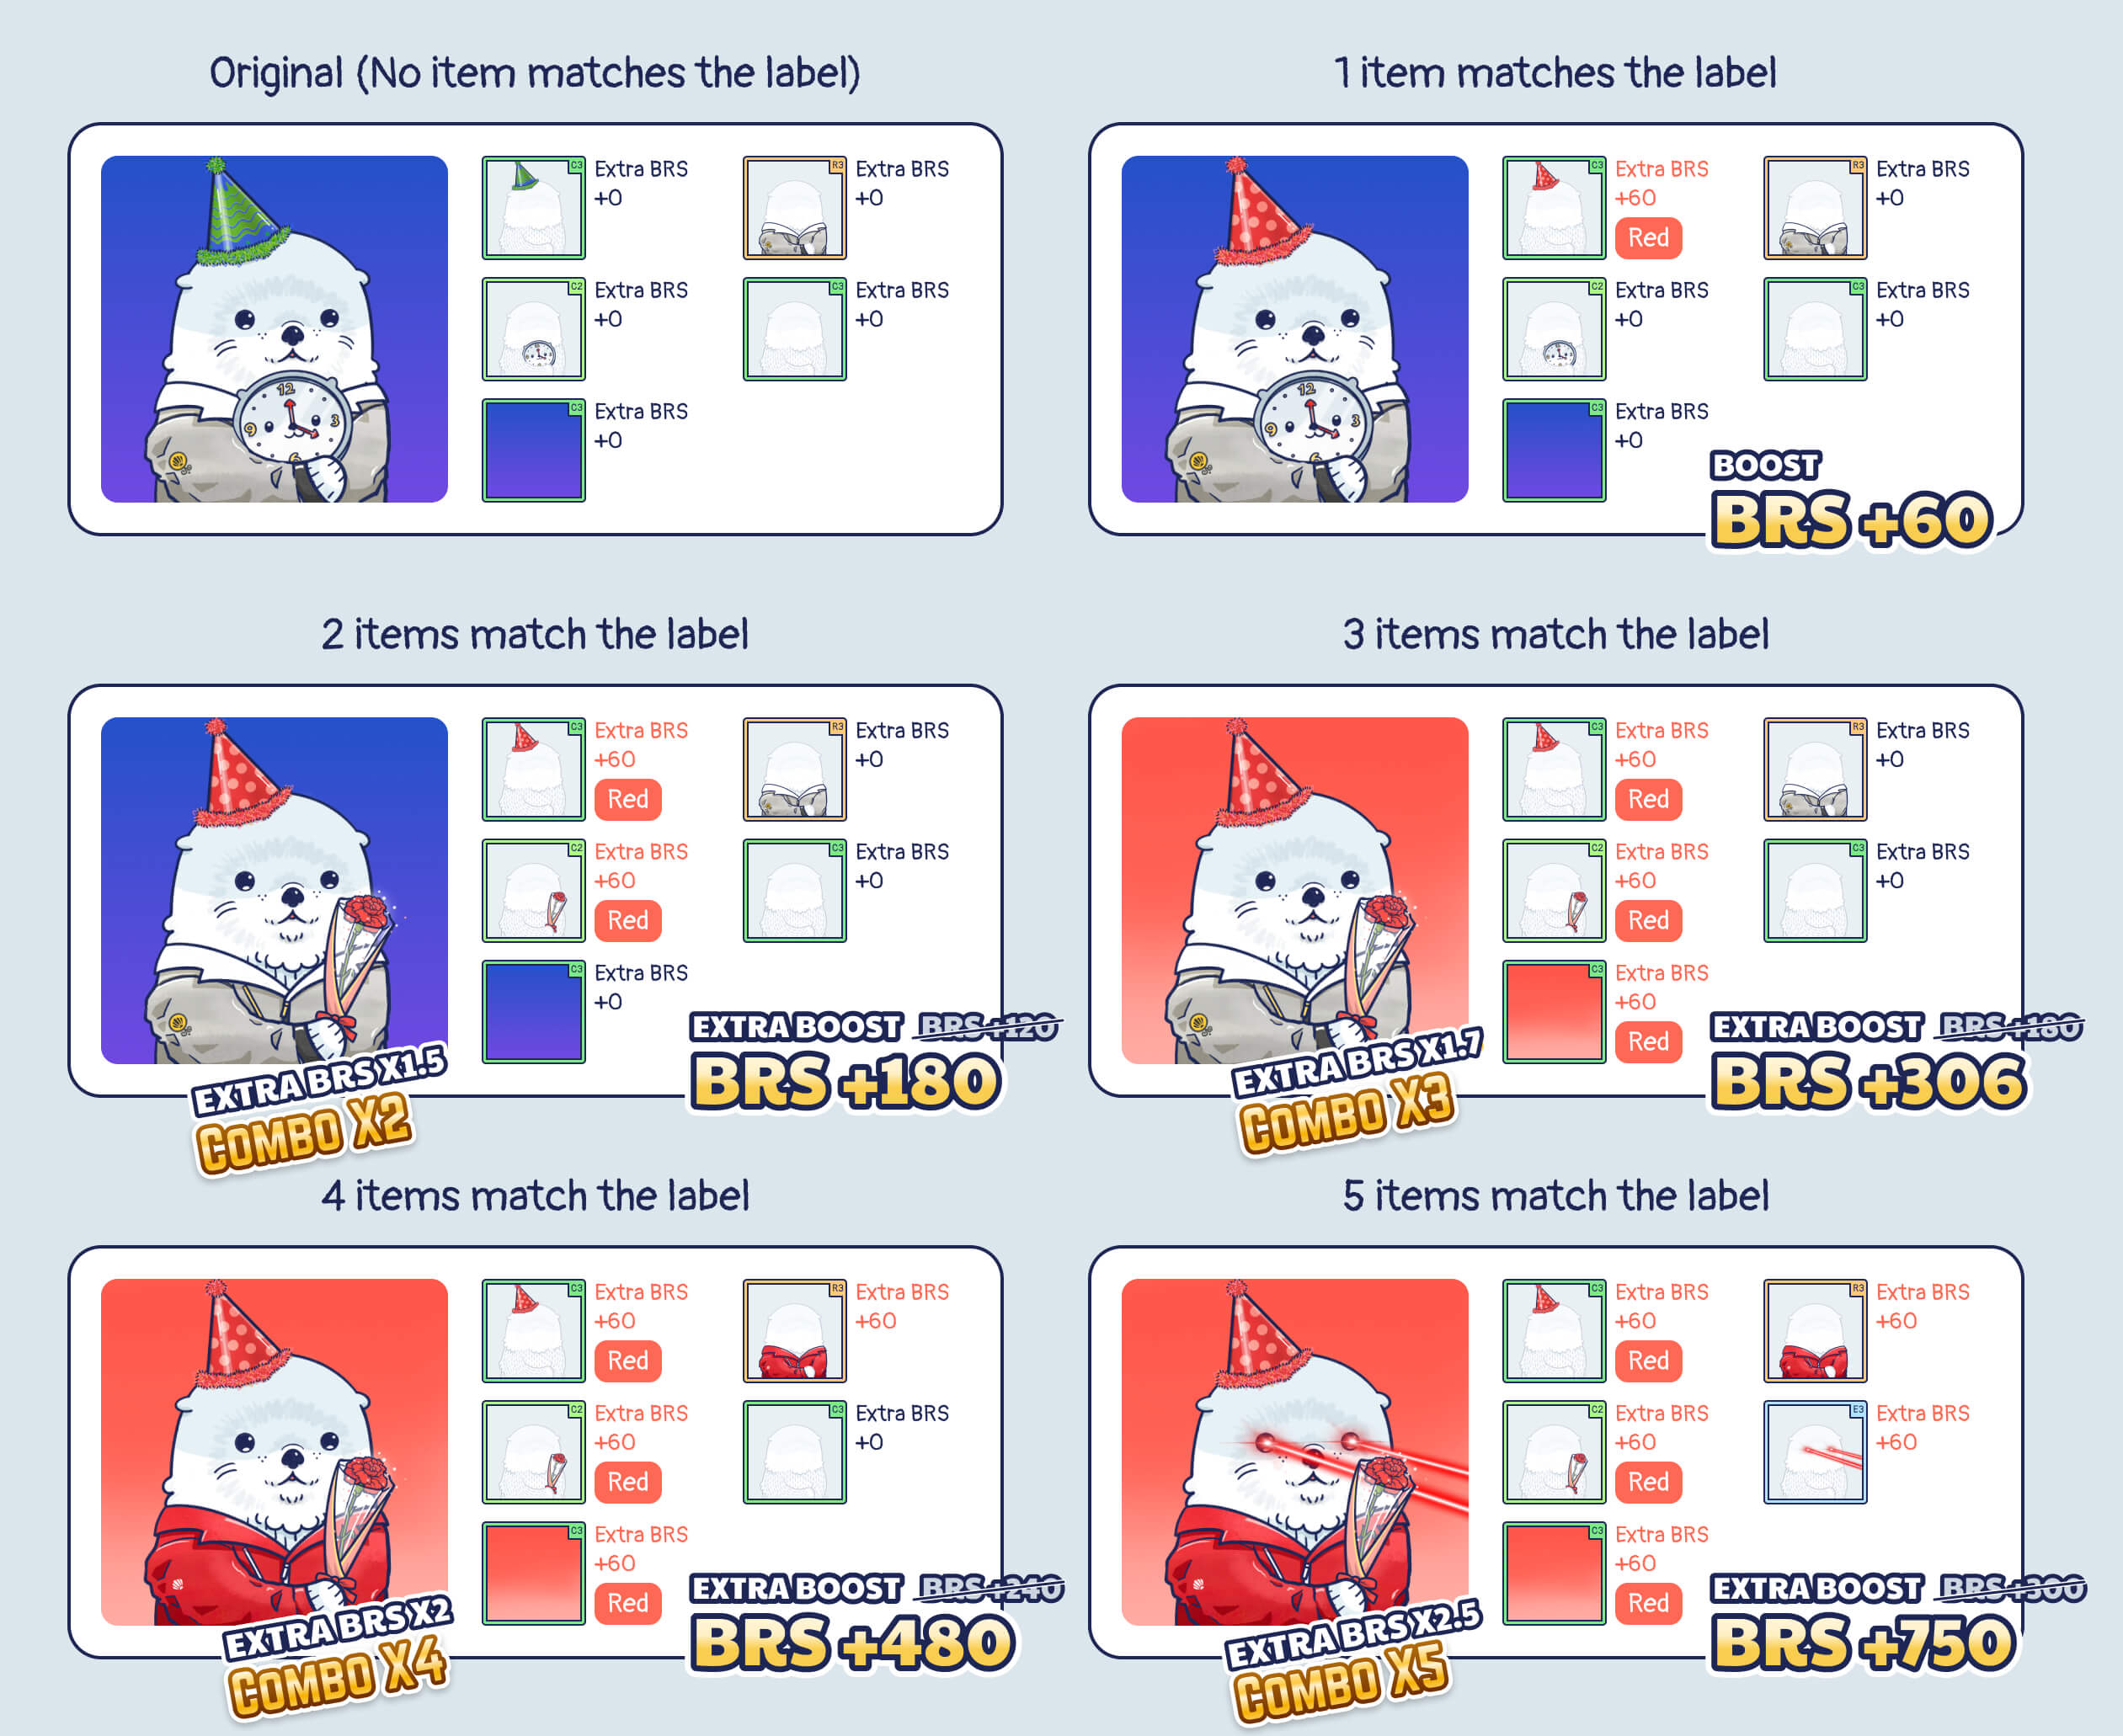 Original (No item matches the label)
C3
Extra BRS
+0
R3
Extra BRS
+0
C2
Extra BRS
+0
C3
Extra BRS
+0
C3
Extra BRS
+0
12
3
6
9
1 item matches the label
C3
Extra BRS
+60
Red
R3
Extra BRS
+0
C2
Extra BRS
+0
C3
Extra BRS
+0
C3
Extra BRS
+0
12
3
6
9
BOOST
BRS +60
2 items match the label
C3
Extra BRS
+60
Red
R3
Extra BRS
+0
C2
Extra BRS
+60
Red
C3
Extra BRS
+0
C3
Extra BRS
+0
EXTRA BRS X1.5
COMBO X2
EXTRA BOOST BRS +120
BRS +180
3 items match the label
C3
Extra BRS
+60
Red
R3
Extra BRS
+0
C2
Extra BRS
+60
Red
C3
Extra BRS
+0
C3
Extra BRS
+60
Red
EXTRA BRS X1.7
COMBO X3
EXTRA BOOST BRS +180
BRS +306
4 items match the label
C3
Extra BRS
+60
Red
R3
Extra BRS
+60
C2
Extra BRS
+60
Red
C3
Extra BRS
+0
C3
Extra BRS
+60
Red
EXTRA BRS X2
COMBO X4
EXTRA BOOST BRS +240
BRS +480
5 items match the label
C3
Extra BRS
+60
Red
R3
Extra BRS
+60
C2
Extra BRS
+60
Red
E3
Extra BRS
+60
C3
Extra BRS
+60
Red
EXTRA BRS X2.5
COMBO X5
EXTRA BOOST BRS +300
BRS +750